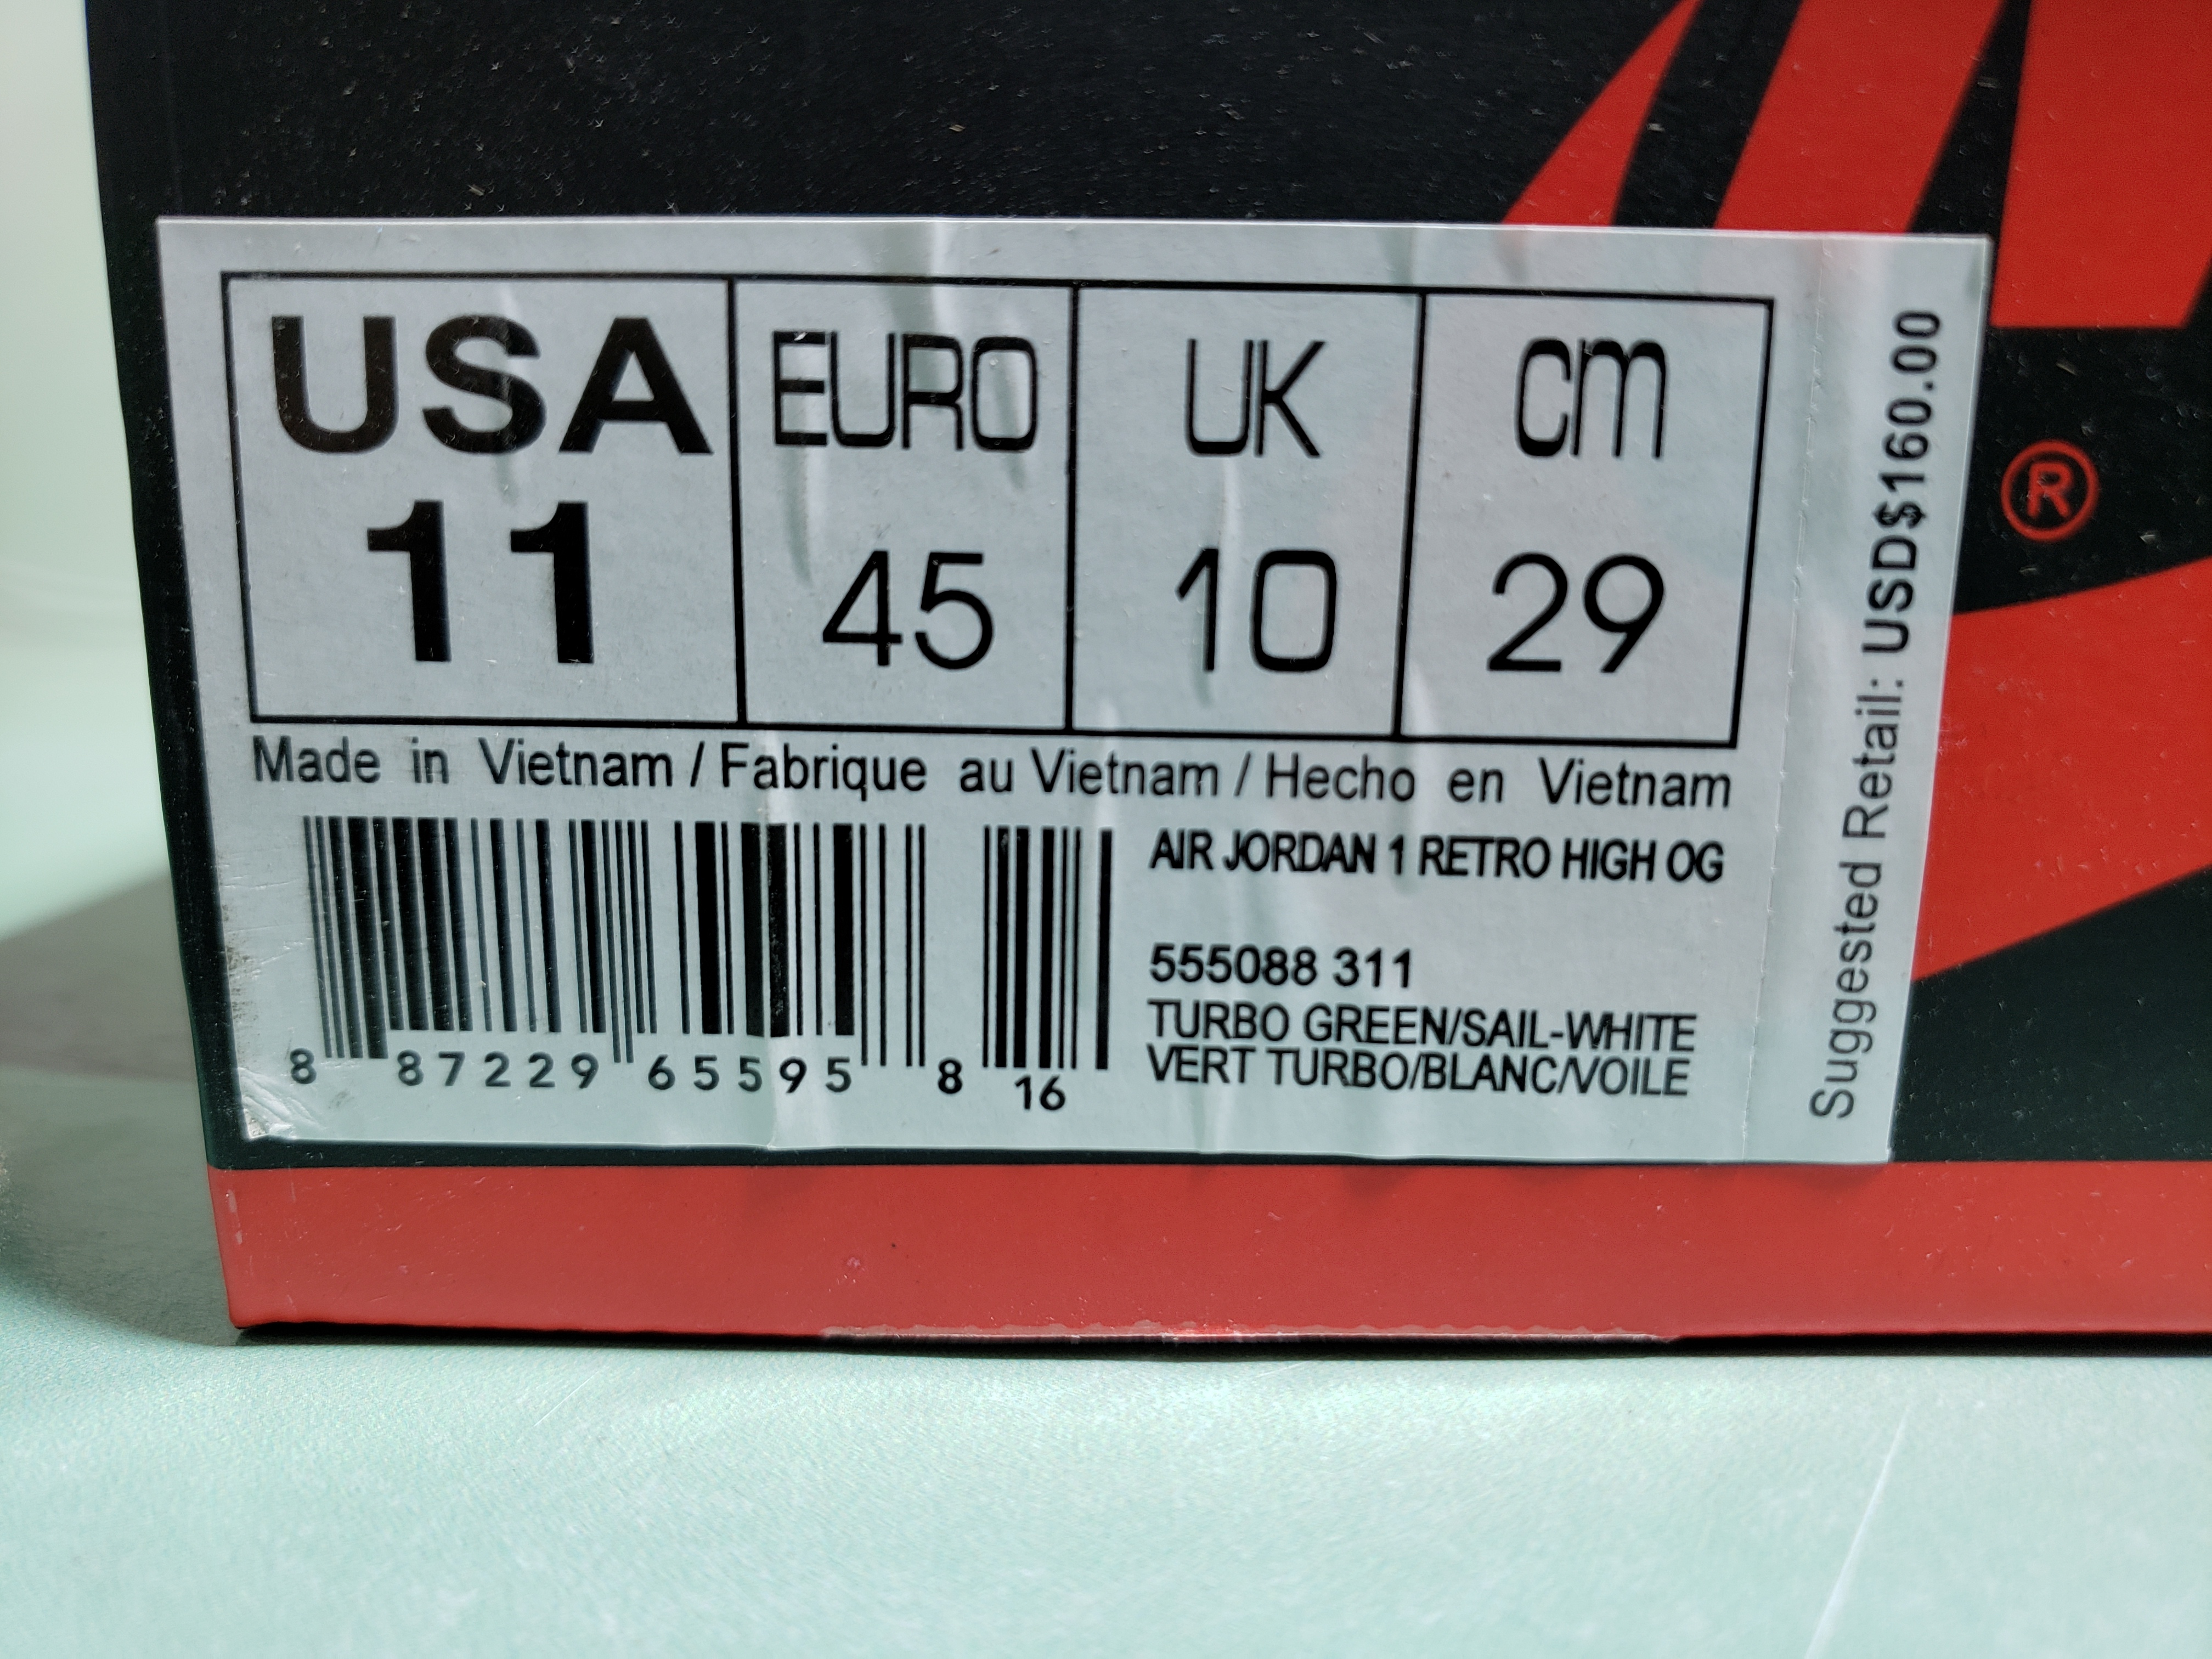 USA EURO UK cm
11 45 10 29
Made in Vietnam / Fabrique au Vietnam / Hecho en Vietnam
AIR JORDAN 1 RETRO HIGH OG
555088 311
TURBO GREEN/SAIL-WHITE
VERT TURBO/BLANC/VOILE
8 87229 65595 8 16
Suggested Retail: USD$160.00
®